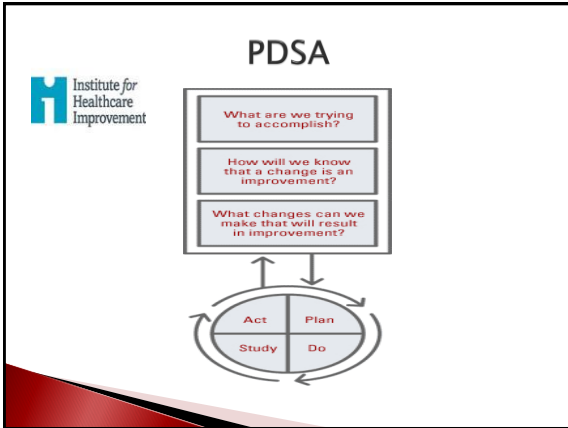 PDSA
Institute for
Healthcare
Improvement
What are we trying
to accomplish?
How will we know
that a change is an
improvement?
What changes can we
make that will result
in improvement?
Act
Plan
Study
Do